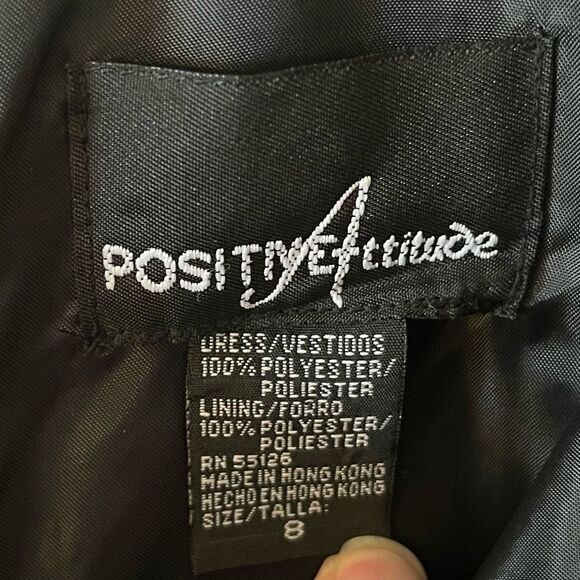 POSITIVE Attitude
DRESS/VESTIDOS
100% POLYESTER/
POLIESTER
LINING/FORRO
100% POLYESTER/
POLIESTER
RN 55126
MADE IN HONG KONG
HECHO EN HONG KONG
SIZE/TALLA:
8